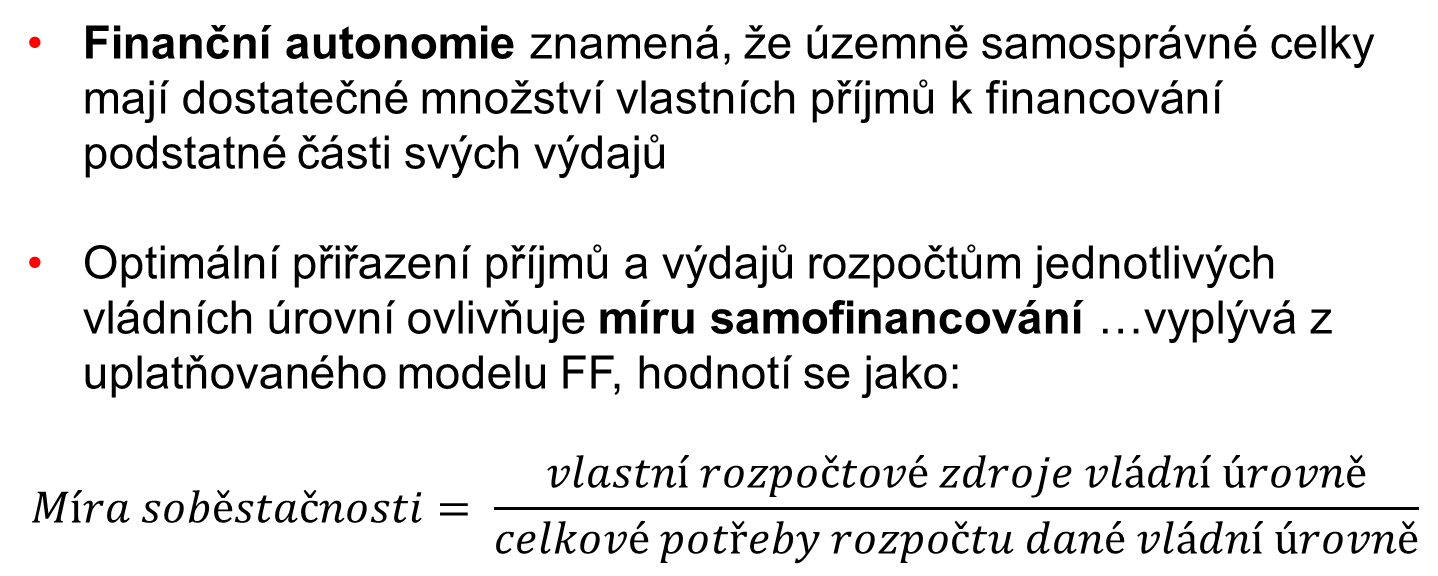 • Finanční autonomie znamená, že územně samosprávné celky
mají dostatečné množství vlastních příjmů k financování
podstatné části svých výdajů
• Optimální přiřazení příjmů a výdajů rozpočtům jednotlivých
vládních úrovní ovlivňuje míru samofinancování …vyplývá z
uplatňovaného modelu FF, hodnotí se jako:
vlastní rozpočtové zdroje vládní úrovně
Míra soběstačnosti =
celkové potřeby rozpočtu dané vládní úrovně